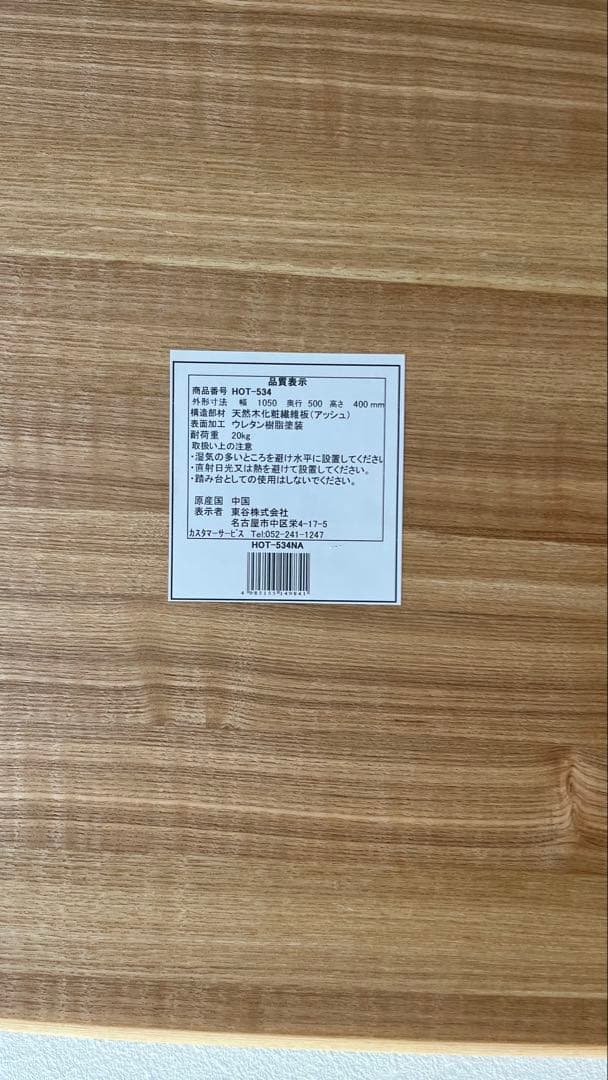 品質表示
商品番号 HOT-534
外形寸法 幅 1050 奥行 500 高さ 400 mm
構造部材 天然木化粧繊維板(アッシュ)
表面加工 ウレタン樹脂塗装
耐荷重 20kg
取扱い上の注意
・湿気の多いところを避け水平に設置してくださ
・直射日光又は熱を避けて設置してください。
・踏み台としての使用はしないでください。
原産国 中国
表示者 東谷株式会社
名古屋市中区栄4-17-5
カスタマーサービス Tel:052-241-1247
HOT-534NA